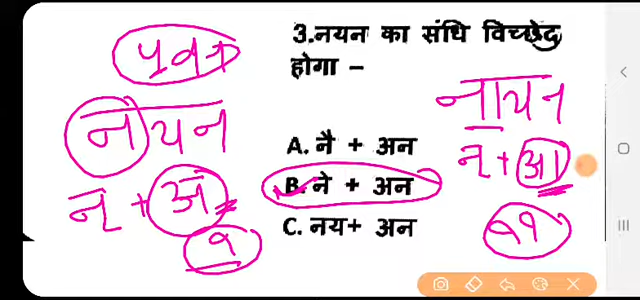 3.नयन का संधि विच्छेद
होगा –
A. नै + अन
B. ने + अन
C. नय+ अन
नयन
न् + अ
नायन
न् + आ